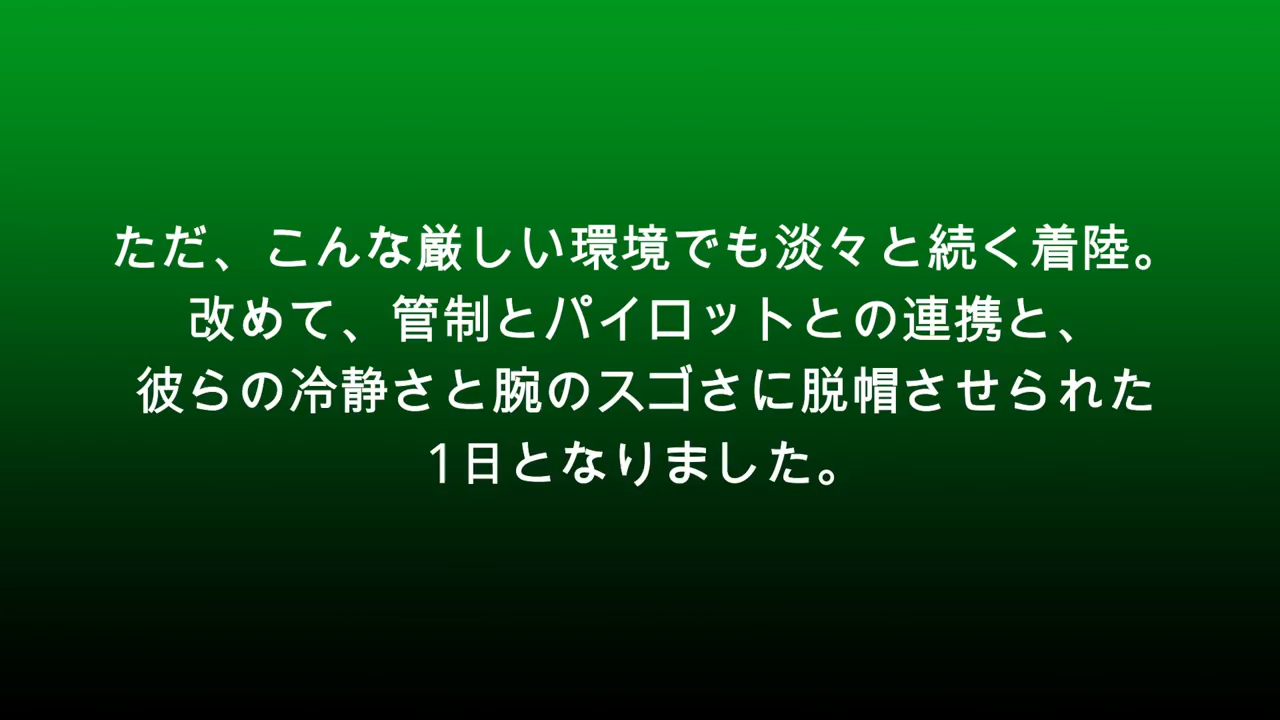 ただ、こんな厳しい環境でも淡々と続く着陸。
改めて、管制とパイロットとの連携と、
彼らの冷静さと腕のスゴさに脱帽させられた
1日となりました。